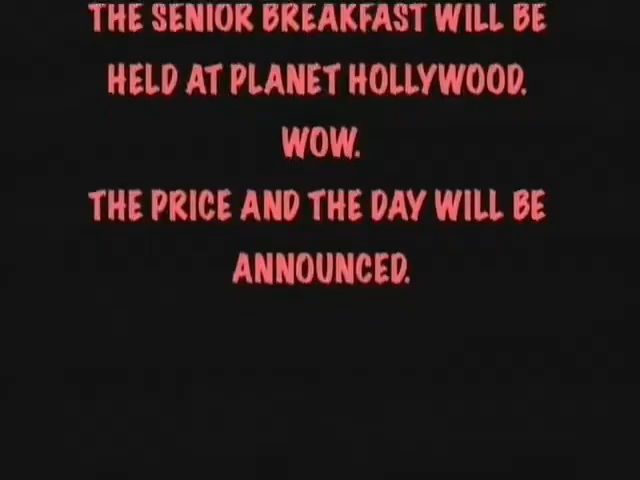 THE SENIOR BREAKFAST WILL BE
HELD AT PLANET HOLLYWOOD.
WOW.
THE PRICE AND THE DAY WILL BE
ANNOUNCED.